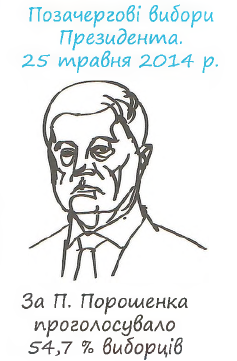 Позачергові вибори
Президента.
25 травня 2014 р.
За П. Порошенка
проголосувало
54,7 % виборців